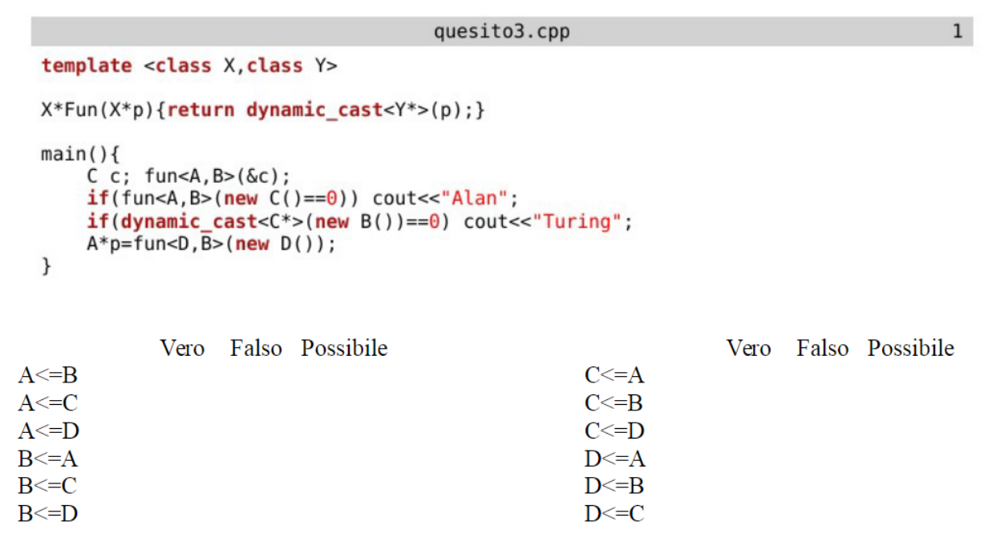 quesito3.cpp 1
template <class X,class Y>
X*Fun(X*p){return dynamic_cast<Y*>(p);}
main(){
C c; fun<A,B>(&c);
if(fun<A,B>(new C()==0)) cout<<"Alan";
if(dynamic_cast<C*>(new B())==0) cout<<"Turing";
A*p=fun<D,B>(new D());
}
Vero Falso Possibile
A<=B
A<=C
A<=D
B<=A
B<=C
B<=D
Vero Falso Possibile
C<=A
C<=B
C<=D
D<=A
D<=B
D<=C